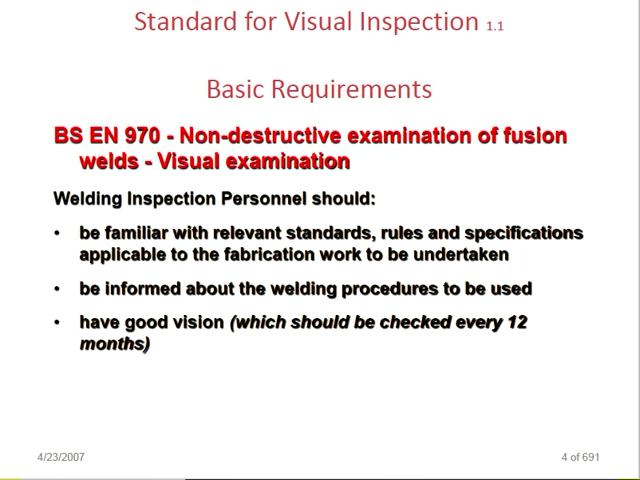 Standard for Visual Inspection 1.1
Basic Requirements
BS EN 970 - Non-destructive examination of fusion
welds - Visual examination
Welding Inspection Personnel should:
• be familiar with relevant standards, rules and specifications
applicable to the fabrication work to be undertaken
• be informed about the welding procedures to be used
• have good vision (which should be checked every 12
months)
4/23/2007
4 of 691